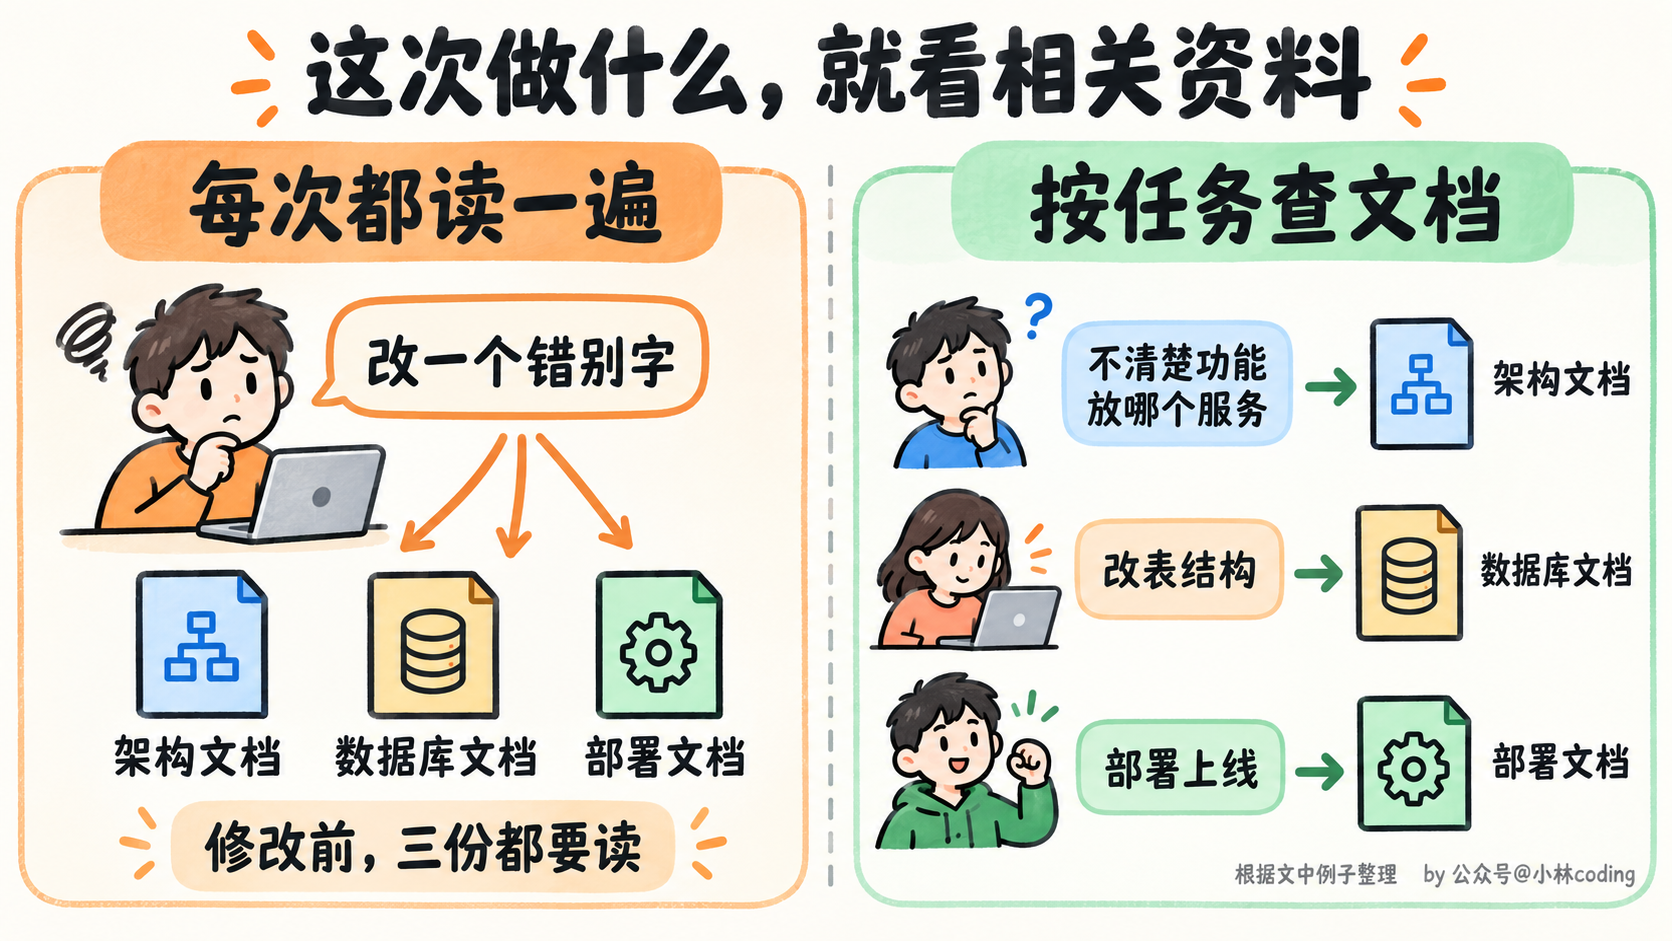 这次做什么，就看相关资料
每次都读一遍
改一个错别字
架构文档
数据库文档
部署文档
修改前，三份都要读
按任务查文档
?
不清楚功能
放哪个服务
架构文档
改表结构
数据库文档
部署上线
部署文档
根据文中例子整理 by 公众号@小林coding